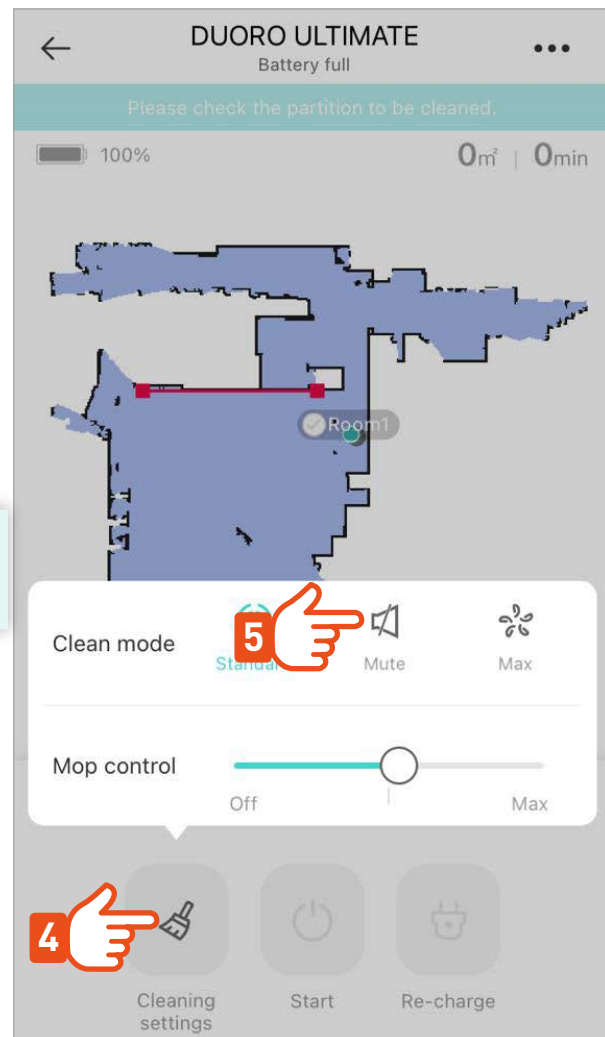 DUORO ULTIMATE
Battery full
Please check the partition to be cleaned.
100%
0㎡ | 0min
Room1
Clean mode
5
Mute
Max
Mop control
Off
Max
4
Cleaning
settings
Start
Re-charge